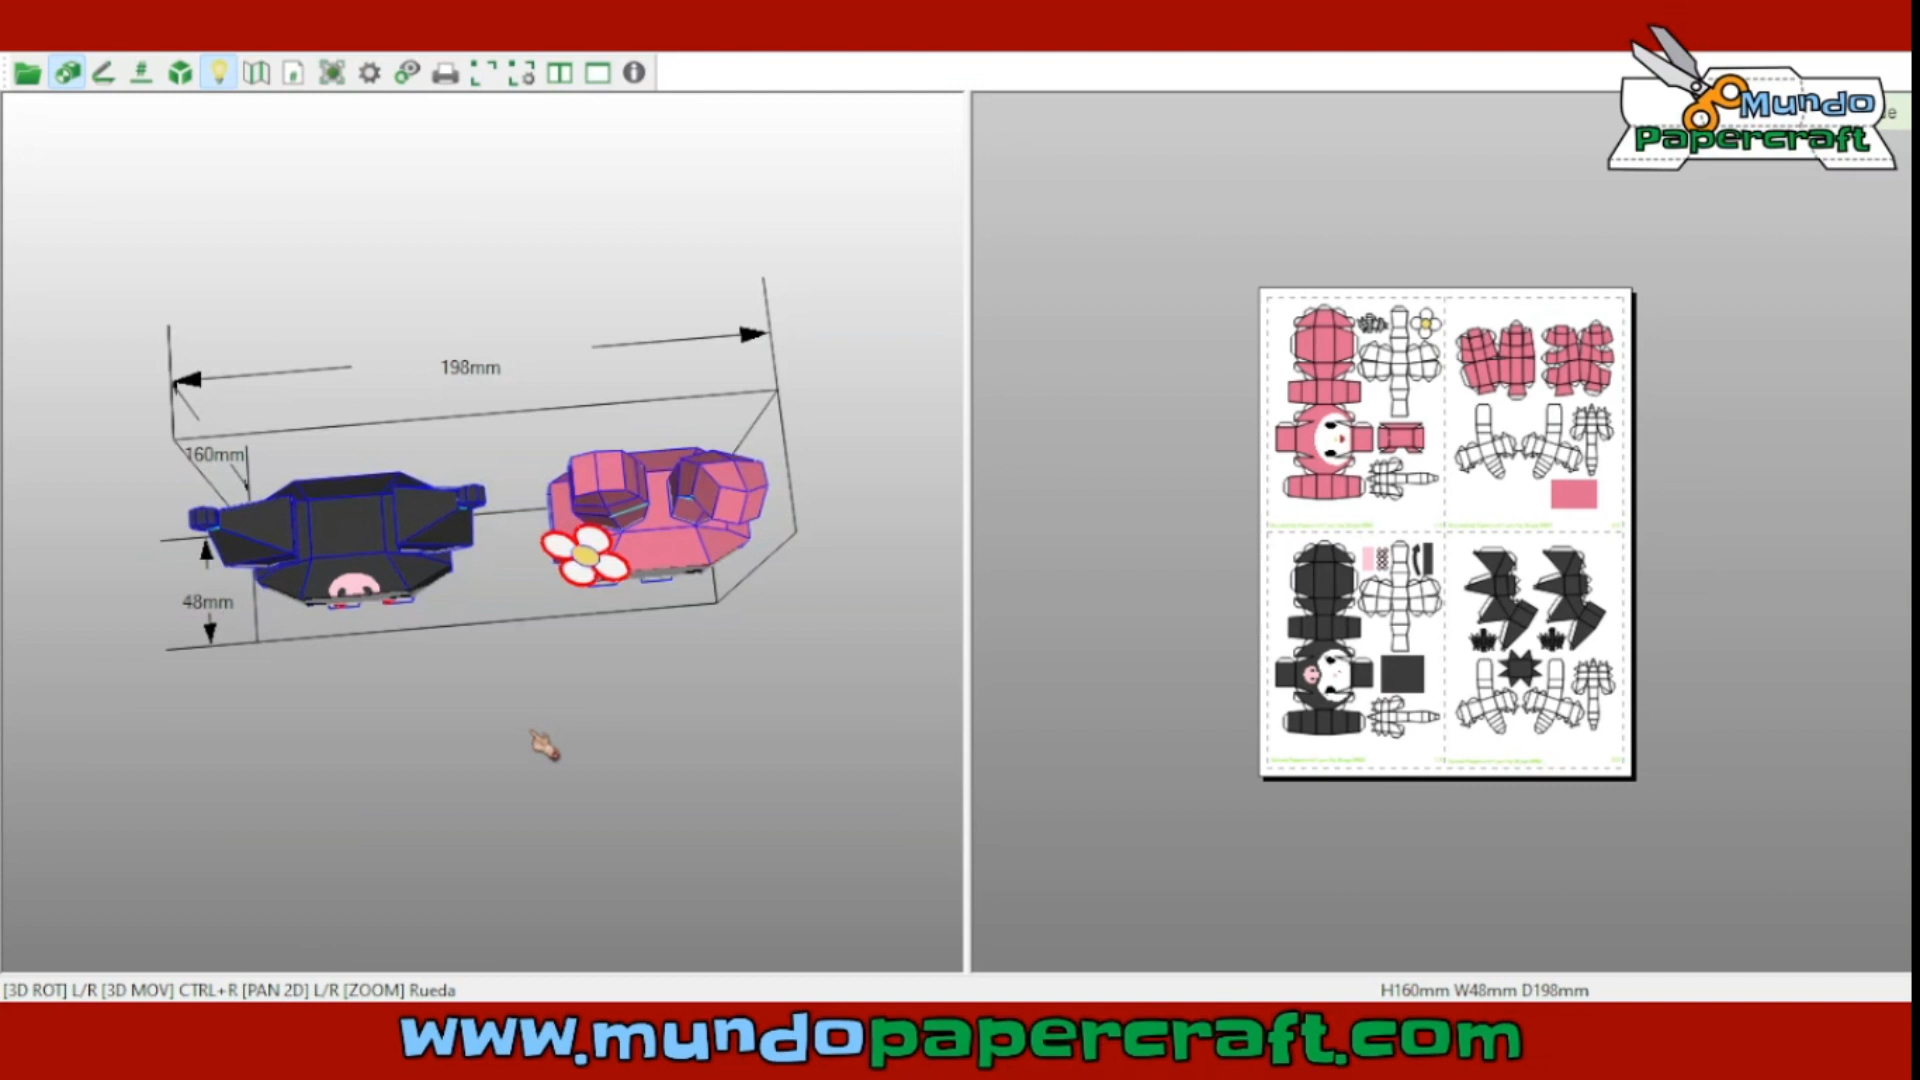 Mundo
Papercraft
198mm
160mm
48mm
[3D ROT] L/R [3D MOV] CTRL+R [PAN 2D] L/R [ZOOM] Rueda
H160mm W48mm D198mm
www.mundopapercraft.com